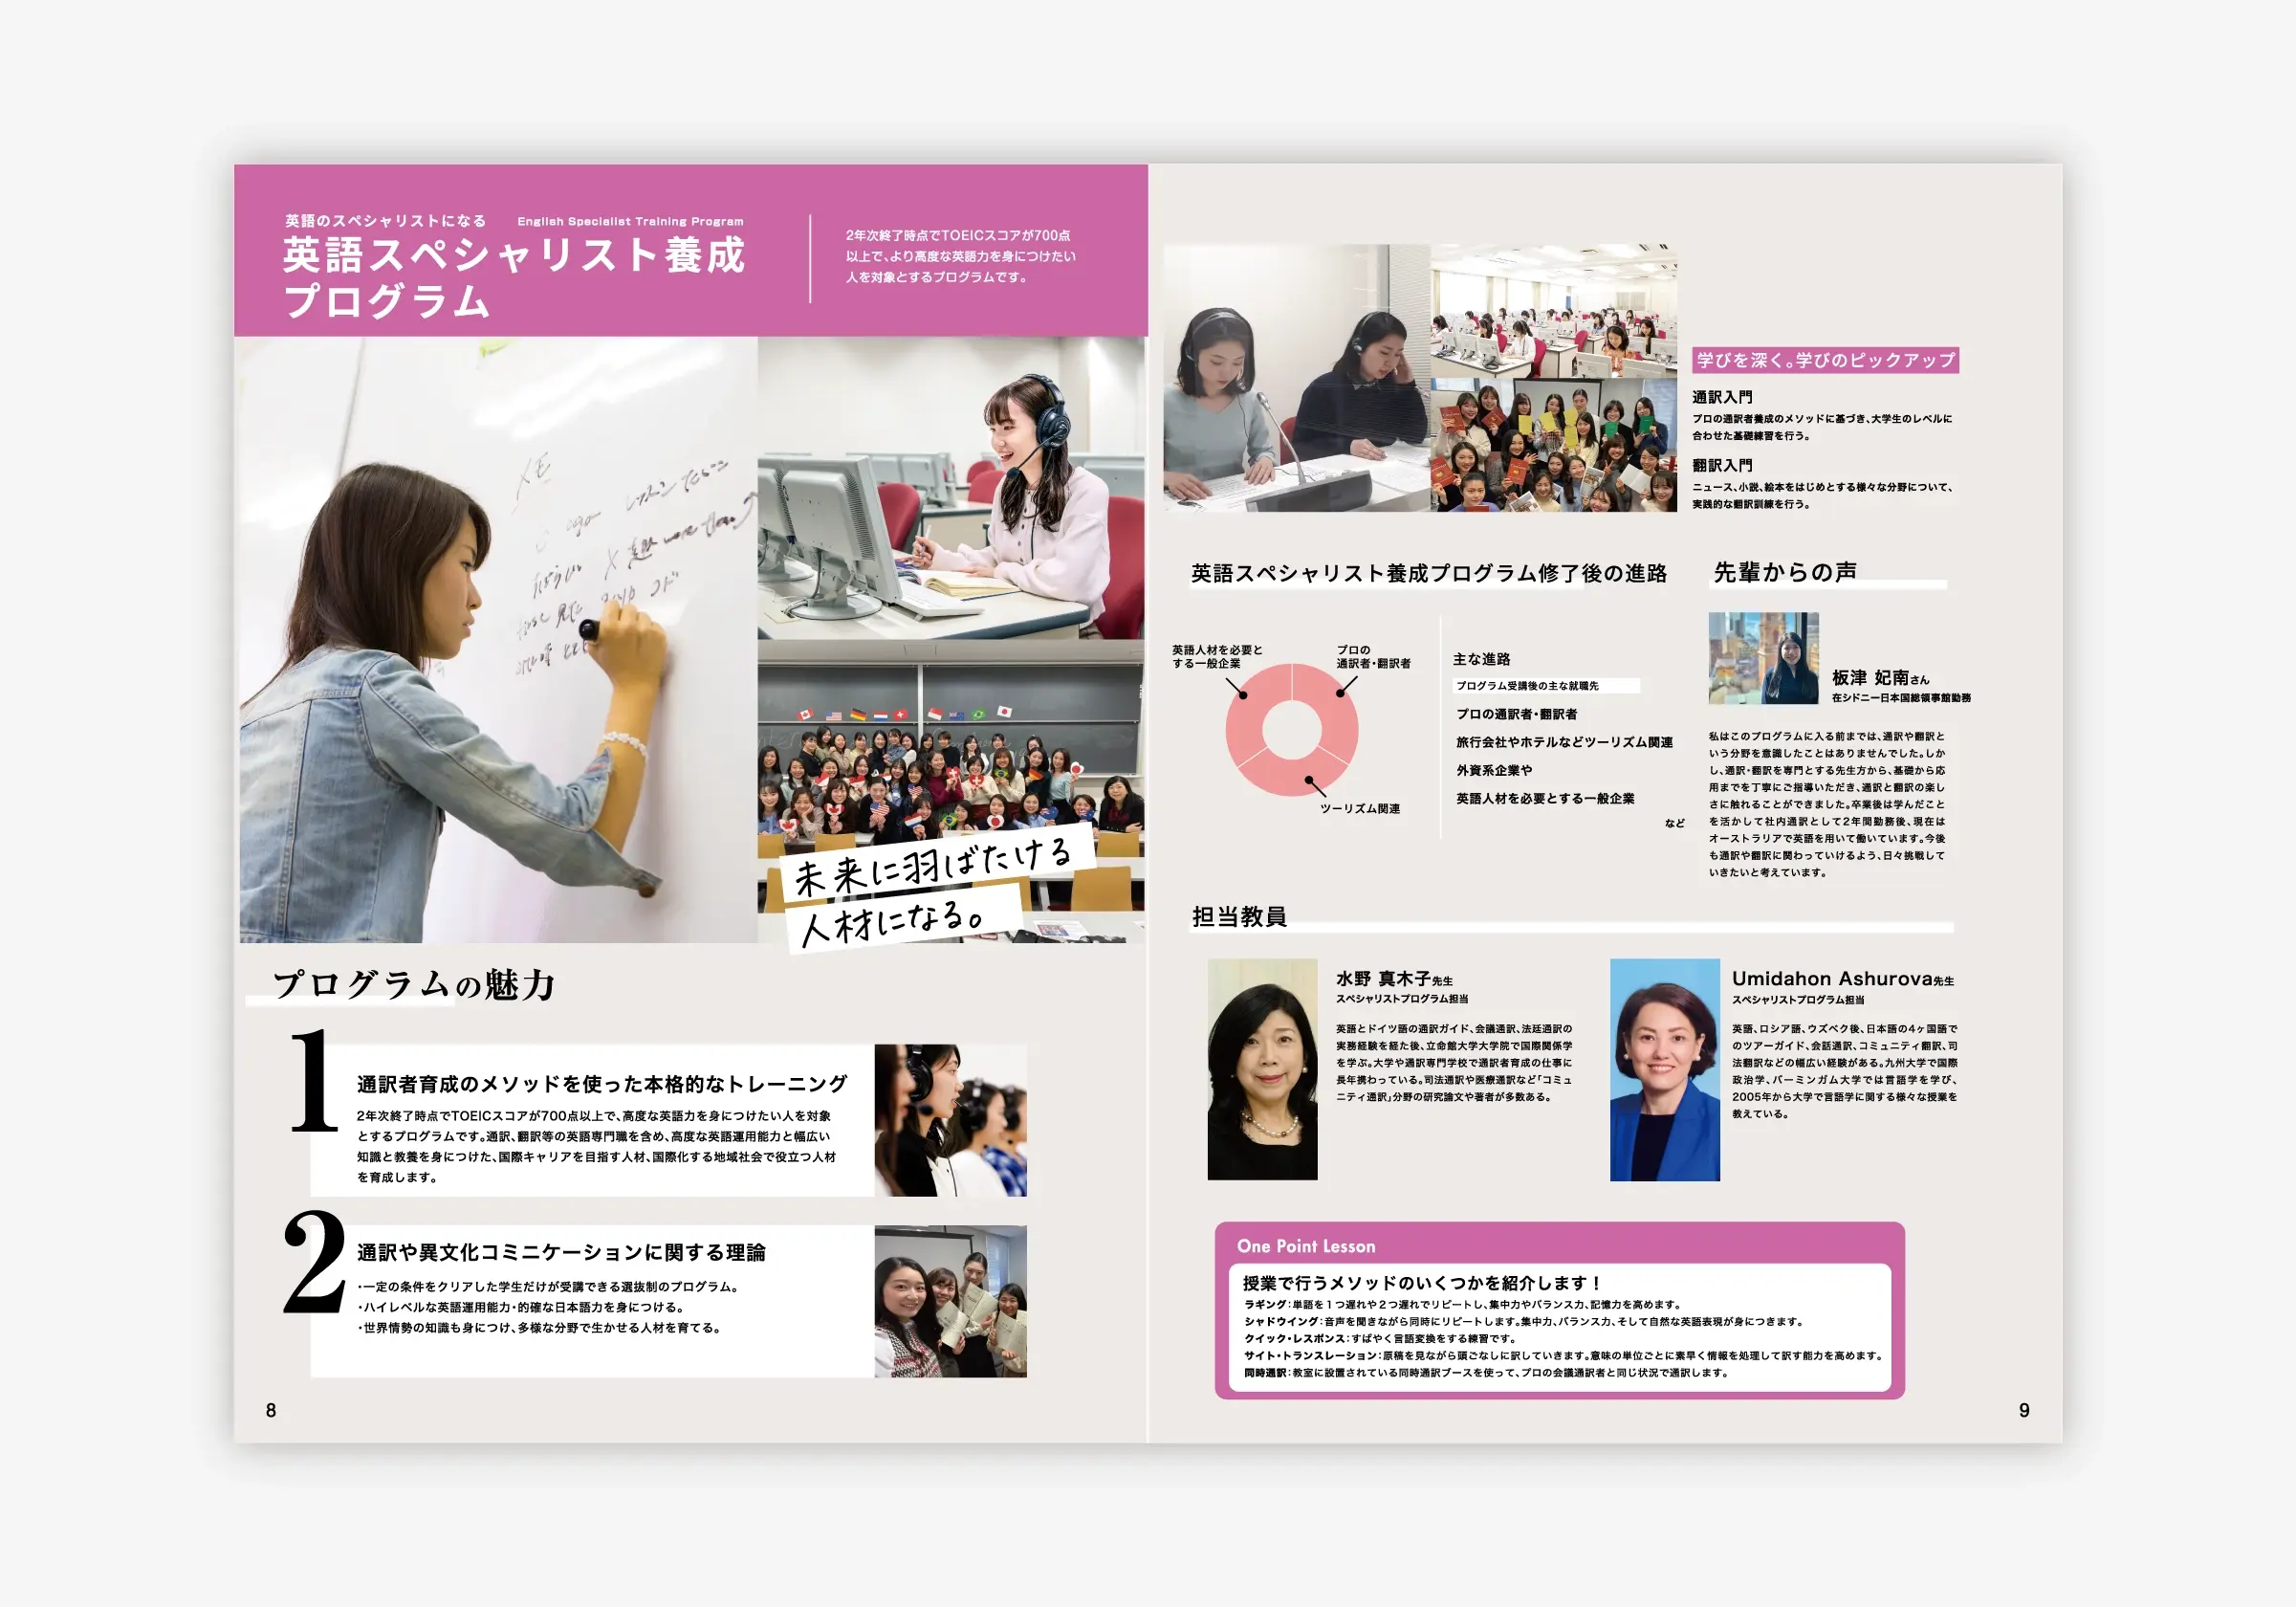 英語のスペシャリストになる English Specialist Training Program
英語スペシャリスト養成
プログラム
2年次終了時点でTOEICスコアが700点
以上で、より高度な英語力を身につけたい
人を対象とするプログラムです。
未来に羽ばたける
人材になる。
プログラムの魅力
1
通訳者育成のメソッドを使った本格的なトレーニング
2年次終了時点でTOEICスコアが700点以上で、高度な英語力を身につけたい人を対象
とするプログラムです。通訳、翻訳等の英語専門職を含め、高度な英語運用能力と幅広い
知識と教養を身につけた、国際キャリアを目指す人材、国際化する地域社会で役立つ人材
を育成します。
2
通訳や異文化コミニケーションに関する理論
・一定の条件をクリアした学生だけが受講できる選抜制のプログラム。
・ハイレベルな英語運用能力・的確な日本語力を身につける。
・世界情勢の知識も身につけ、多様な分野で生かせる人材を育てる。
8
学びを深く。学びのピックアップ
通訳入門
プロの通訳者養成のメソッドに基づき、大学生のレベルに
合わせた基礎練習を行う。
翻訳入門
ニュース、小説、絵本をはじめとする様々な分野について、
実践的な翻訳訓練を行う。
英語スペシャリスト養成プログラム修了後の進路
英語人材を必要と
する一般企業
プロの
通訳者・翻訳者
ツーリズム関連
主な進路
プログラム受講後の主な就職先
プロの通訳者・翻訳者
旅行会社やホテルなどツーリズム関連
外資系企業や
英語人材を必要とする一般企業
など
先輩からの声
板津 妃南さん
在シドニー日本国総領事館勤務
私はこのプログラムに入る前までは、通訳や翻訳と
いう分野を意識したことはありませんでした。しか
し、通訳・翻訳を専門とする先生方から、基礎から応
用までを丁寧にご指導いただき、通訳と翻訳の楽し
さに触れることができました。卒業後は学んだこと
を活かして社内通訳として2年間勤務後、現在は
オーストラリアで英語を用いて働いています。今後
も通訳や翻訳に関わっていけるよう、日々挑戦して
いきたいと考えています。
担当教員
水野 真木子先生
スペシャリストプログラム担当
英語とドイツ語の通訳ガイド、会議通訳、法廷通訳の
実務経験を経た後、立命館大学大学院で国際関係学
を学ぶ。大学や通訳専門学校で通訳者育成の仕事に
長年携わっている。司法通訳や医療通訳など「コミュ
ニティ通訳」分野の研究論文や著者が多数ある。
Umidahon Ashurova先生
スペシャリストプログラム担当
英語、ロシア語、ウズベク後、日本語の4ヶ国語で
のツアーガイド、会話通訳、コミュニティ翻訳、司
法翻訳などの幅広い経験がある。九州大学で国際
政治学、バーミンガム大学では言語学を学び、
2005年から大学で言語学に関する様々な授業を
教えている。
One Point Lesson
授業で行うメソッドのいくつかを紹介します！
ラギング：単語を1つ遅れや2つ遅れでリピートし、集中力やバランス力、記憶力を高めます。
シャドウイング：音声を聞きながら同時にリピートします。集中力、バランス力、そして自然な英語表現が身につきます。
クイック・レスポンス：すばやく言語変換をする練習です。
サイト・トランスレーション：原稿を見ながら頭ごなしに訳していきます。意味の単位ごとに素早く情報を処理して訳す能力を高めます。
同時通訳：教室に設置されている同時通訳ブースを使って、プロの会議通訳者と同じ状況で通訳します。
9